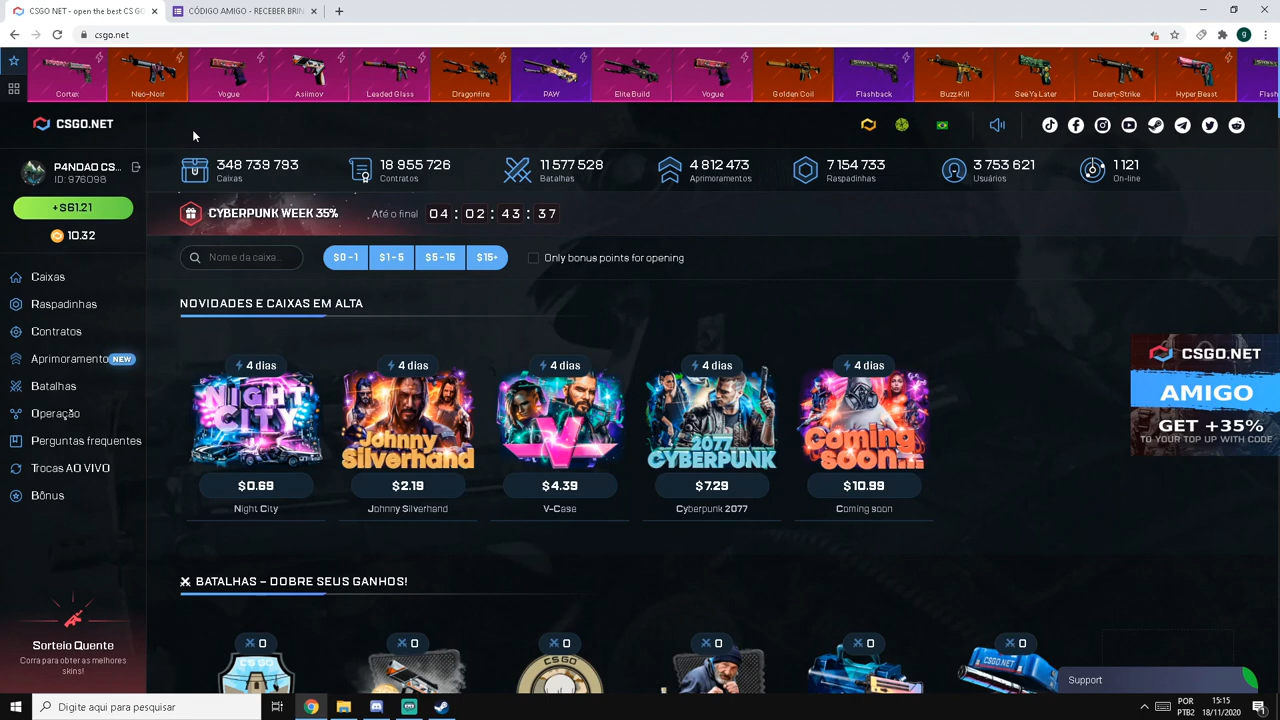 CSGO NET - open the best CS GO
CÓDIGO AMIGO - RECEBER BRIN
csgo.net
Cortex
Neo-Noir
Vogue
Asiimov
Leaded Glass
Dragonfire
PAW
Elite Build
Vogue
Golden Coil
Flashback
Buzz Kill
See Ya Later
Desert-Strike
Hyper Beast
Flash
CSGO.NET
P4NDAO CS...
ID: 976098
+$61.21
10.32
348 739 793
Caixas
18 955 726
Contratos
11 577 528
Batalhas
4 812 473
Aprimoramentos
7 154 733
Raspadinhas
3 753 621
Usuários
1 121
On-line
CYBERPUNK WEEK 35%
Até o final
04 : 02 : 43 : 37
Nome da caixa...
$0 - 1
$1 - 5
$5 - 15
$15+
Only bonus points for opening
Caixas
Raspadinhas
Contratos
Aprimoramento NEW
Batalhas
Operação
Perguntas frequentes
Trocas AO VIVO
Bônus
NOVIDADES E CAIXAS EM ALTA
4 dias
4 dias
4 dias
4 dias
4 dias
NIGHT CITY
Johnny Silverhand
V
2077 CYBERPUNK
Coming soon...
$0.69
$2.19
$4.39
$7.29
$10.99
Night City
Johnny Silverhand
V-Case
Cyberpunk 2077
Coming soon
CSGO.NET
AMIGO
GET +35%
TO YOUR TOP UP WITH CODE
BATALHAS – DOBRE SEUS GANHOS!
0
0
0
0
0
0
CS GO
CS GO
CSGO.NET
Sorteio Quente
Corra para obter as melhores
skins!
Support
Digite aqui para pesquisar
POR
PTB2
15:15
18/11/2020
1